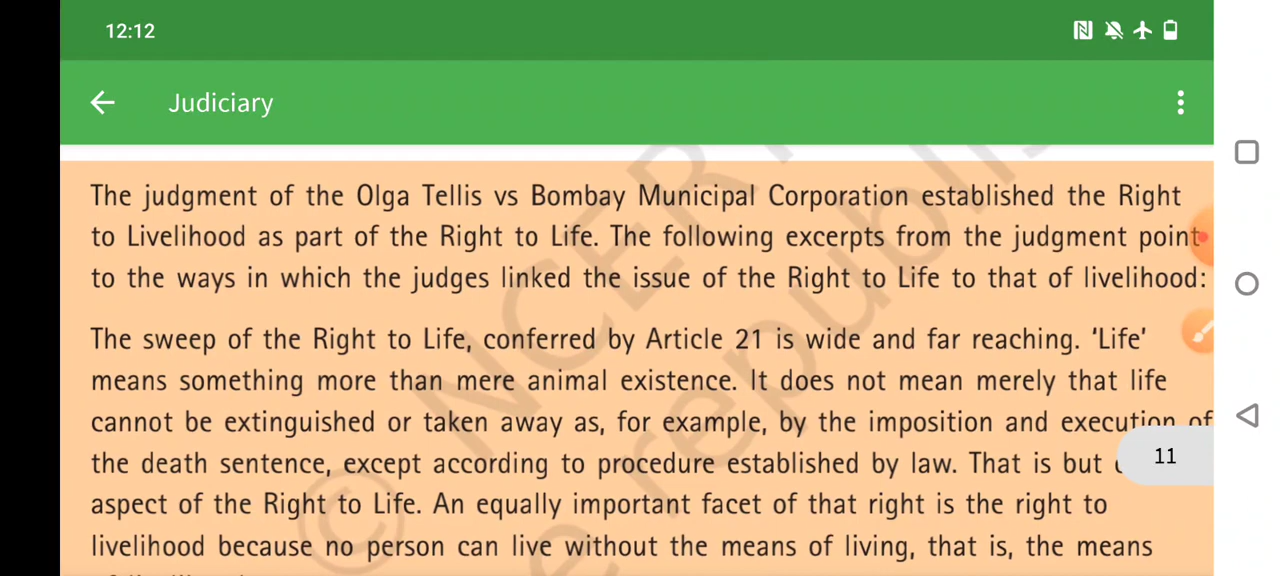 12:12
Judiciary
The judgment of the Olga Tellis vs Bombay Municipal Corporation established the Right
to Livelihood as part of the Right to Life. The following excerpts from the judgment point
to the ways in which the judges linked the issue of the Right to Life to that of livelihood:
The sweep of the Right to Life, conferred by Article 21 is wide and far reaching. 'Life'
means something more than mere animal existence. It does not mean merely that life
cannot be extinguished or taken away as, for example, by the imposition and execution of
the death sentence, except according to procedure established by law. That is but
11
aspect of the Right to Life. An equally important facet of that right is the right to
livelihood because no person can live without the means of living, that is, the means
© NCERT
republis